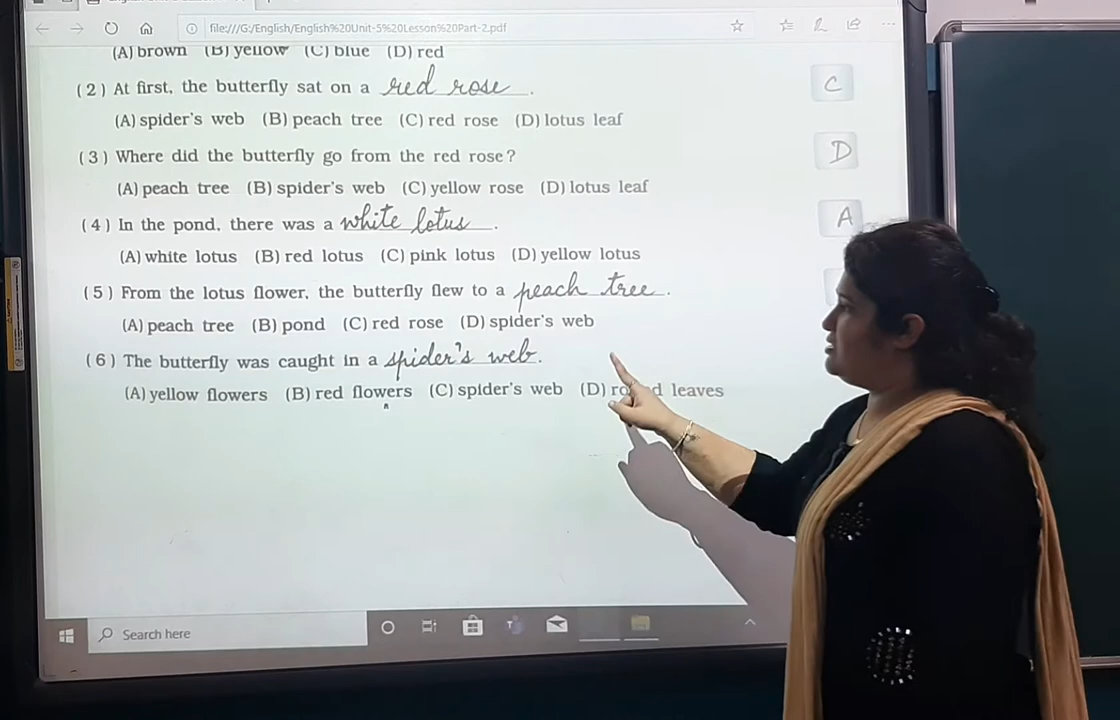 file:///G:/English/English%20Unit-5%20Lesson%20Part-2.pdf
(A) brown (B) yellow (C) blue (D) red
(2) At first, the butterfly sat on a red rose.
C
(A) spider's web (B) peach tree (C) red rose (D) lotus leaf
(3) Where did the butterfly go from the red rose?
D
(A) peach tree (B) spider's web (C) yellow rose (D) lotus leaf
(4) In the pond, there was a white lotus.
A
(A) white lotus (B) red lotus (C) pink lotus (D) yellow lotus
(5) From the lotus flower, the butterfly flew to a peach tree.
(A) peach tree (B) pond (C) red rose (D) spider's web
(6) The butterfly was caught in a spider's web.
(A) yellow flowers (B) red flowers (C) spider's web (D) leaves
Search here